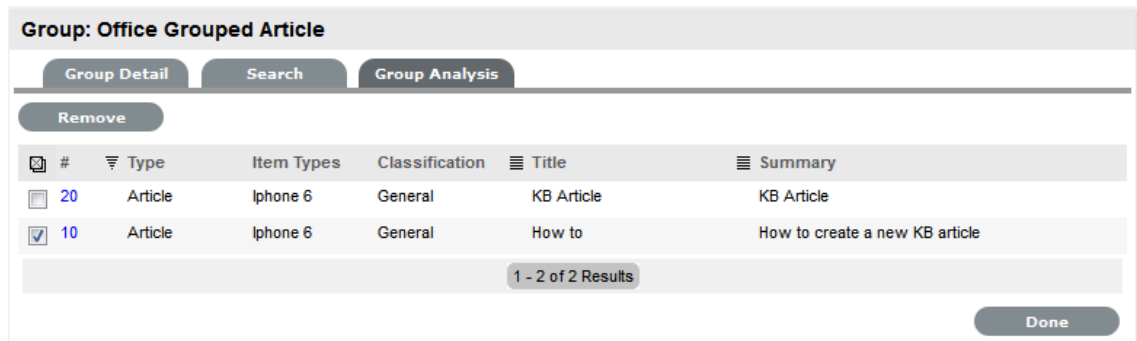 Group: Office Grouped Article
Group Detail Search Group Analysis
Remove
# Type Item Types Classification Title Summary
20 Article Iphone 6 General KB Article KB Article
10 Article Iphone 6 General How to How to create a new KB article
1 - 2 of 2 Results
Done